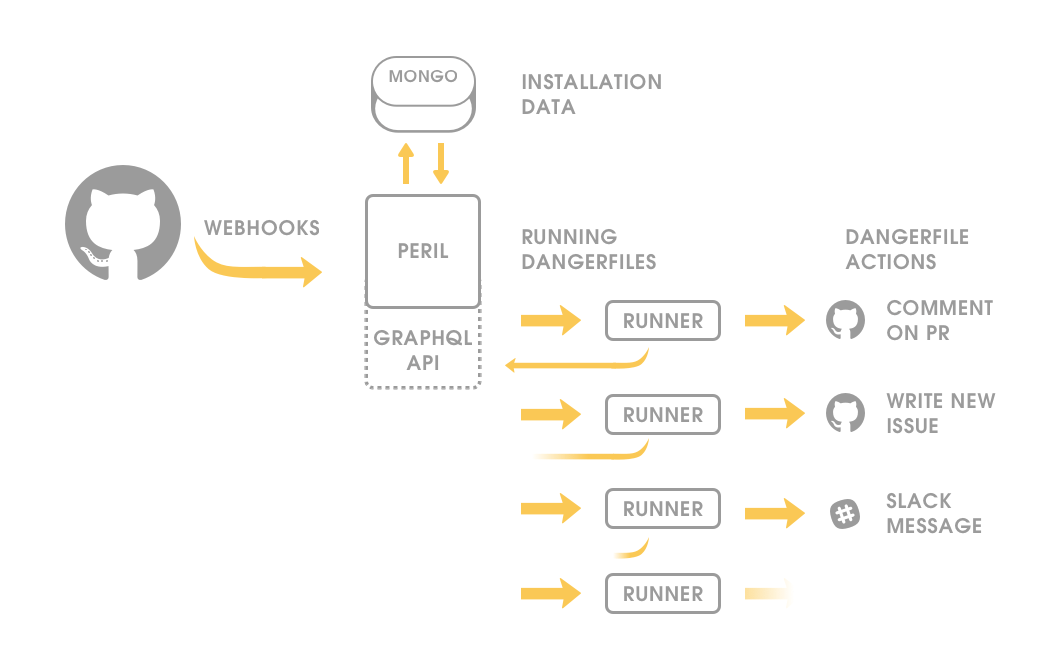 MONGO
INSTALLATION
DATA
WEBHOOKS
PERIL
GRAPHQL
API
RUNNING
DANGERFILES
DANGERFILE
ACTIONS
RUNNER
COMMENT
ON PR
RUNNER
WRITE NEW
ISSUE
RUNNER
SLACK
MESSAGE
RUNNER